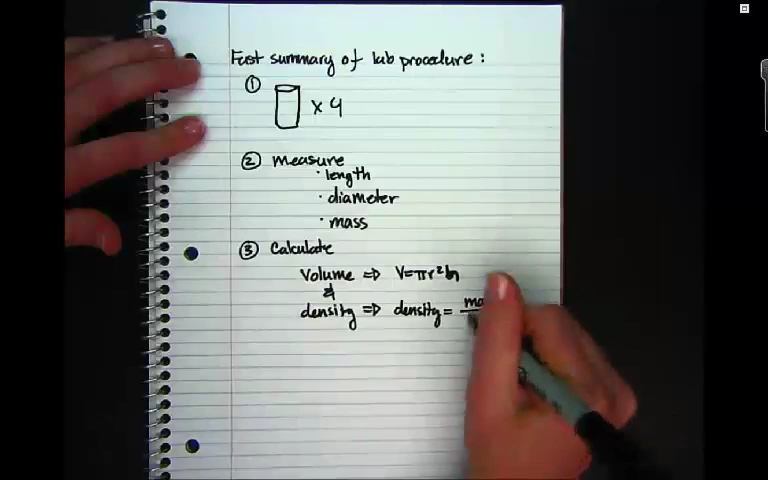 Fast summary of lab procedure:
① x 4
② measure
· length
· diameter
· mass
③ Calculate
volume => V=πr²h
&
density => density=